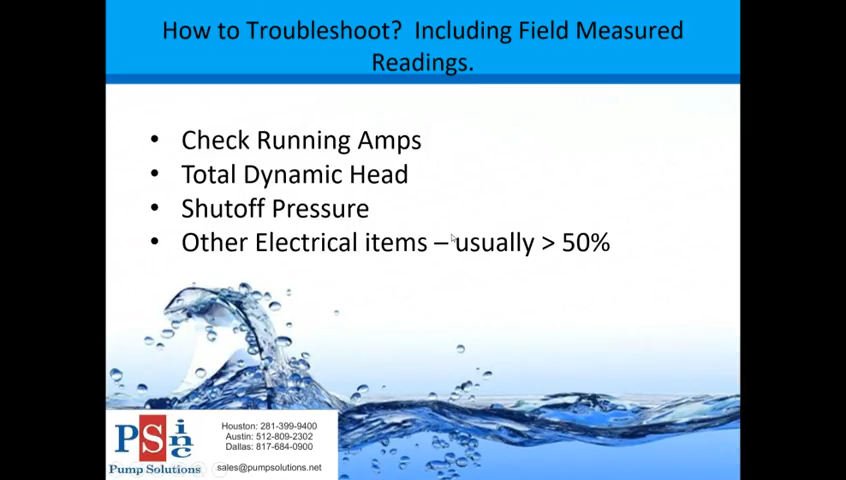 How to Troubleshoot?  Including Field Measured
Readings.
• Check Running Amps
• Total Dynamic Head
• Shutoff Pressure
• Other Electrical items – usually > 50%
PS inc
Pump Solutions
Houston: 281-399-9400
Austin: 512-809-2302
Dallas: 817-684-0900
sales@pumpsolutions.net